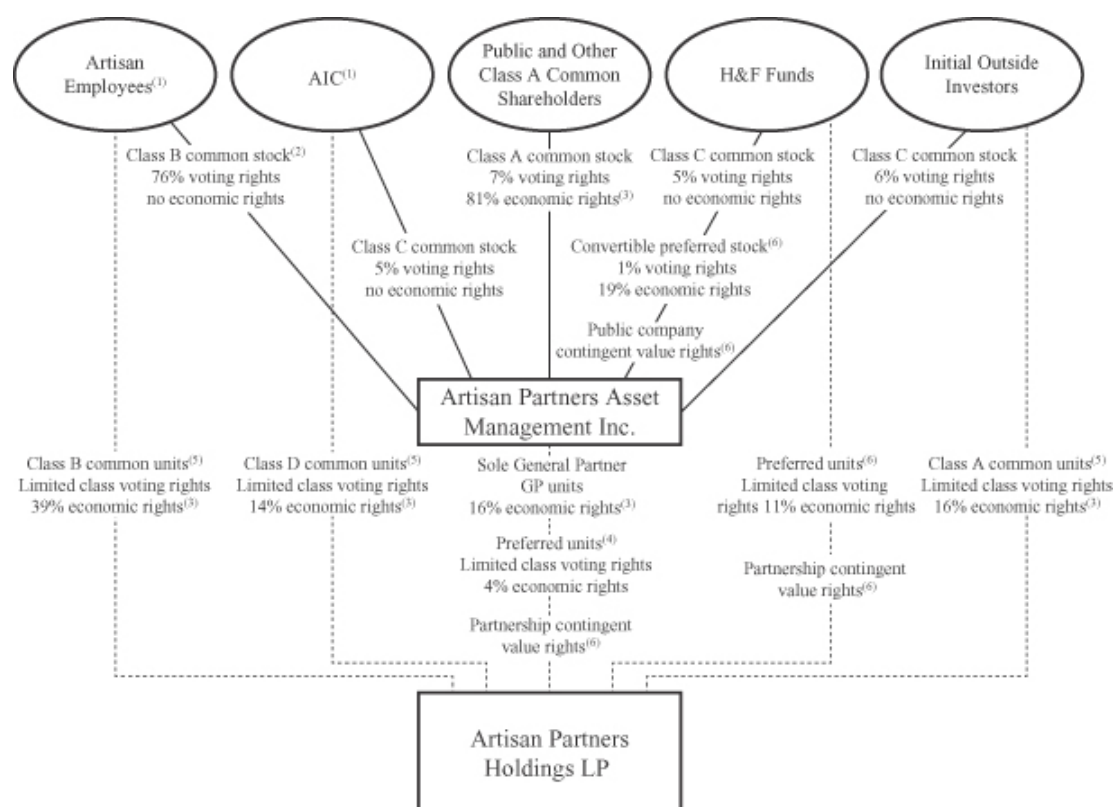 Artisan
Employees(1)
AIC(1)
Public and Other
Class A Common
Shareholders
H&F Funds
Initial Outside
Investors
Class B common stock(2)
76% voting rights
no economic rights
Class C common stock
5% voting rights
no economic rights
Class A common stock
7% voting rights
81% economic rights(3)
Class C common stock
5% voting rights
no economic rights
Convertible preferred stock(6)
1% voting rights
19% economic rights
Public company
contingent value rights(6)
Class C common stock
6% voting rights
no economic rights
Artisan Partners Asset
Management Inc.
Class B common units(5)
Limited class voting rights
39% economic rights(3)
Class D common units(5)
Limited class voting rights
14% economic rights(3)
Sole General Partner
GP units
16% economic rights(3)
Preferred units(4)
Limited class voting rights
4% economic rights
Partnership contingent
value rights(6)
Preferred units(6)
Limited class voting
rights 11% economic rights
Partnership contingent
value rights(6)
Class A common units(5)
Limited class voting rights
16% economic rights(3)
Artisan Partners
Holdings LP